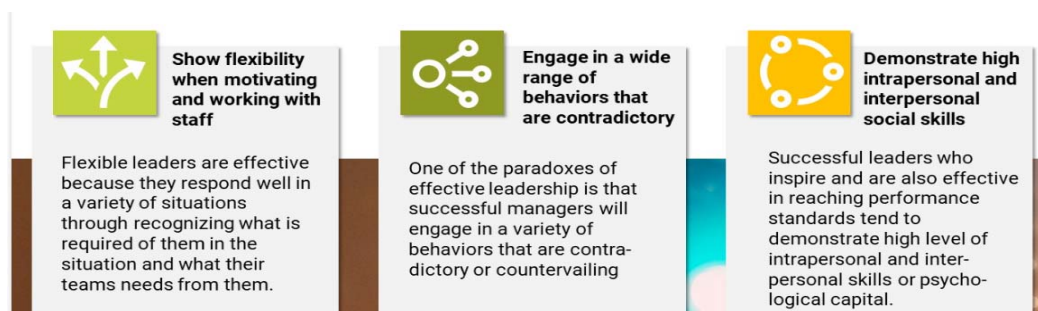 Show flexibility
when motivating
and working with
staff
Flexible leaders are effective
because they respond well in
a variety of situations
through recognizing what is
required of them in the
situation and what their
teams needs from them.
Engage in a wide
range of
behaviors that
are contradictory
One of the paradoxes of
effective leadership is that
successful managers will
engage in a variety of
behaviors that are contra-
dictory or countervailing
Demonstrate high
intrapersonal and
interpersonal
social skills
Successful leaders who
inspire and are also effective
in reaching performance
standards tend to
demonstrate high level of
intrapersonal and inter-
personal skills or psycho-
logical capital.